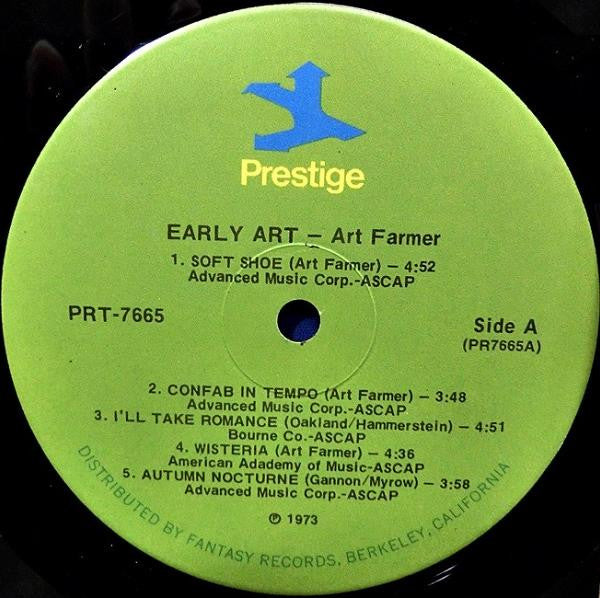 Prestige
EARLY ART – Art Farmer
1. SOFT SHOE (Art Farmer) – 4:52
Advanced Music Corp.-ASCAP
PRT-7665
Side A
(PR7665A)
2. CONFAB IN TEMPO (Art Farmer) – 3:48
Advanced Music Corp.-ASCAP
3. I'LL TAKE ROMANCE (Oakland/Hammerstein) – 4:51
Bourne Co.-ASCAP
4. WISTERIA (Art Farmer) – 4:36
American Adademy of Music-ASCAP
5. AUTUMN NOCTURNE (Gannon/Myrow) – 3:58
Advanced Music Corp.-ASCAP
℗ 1973
DISTRIBUTED BY FANTASY RECORDS, BERKELEY, CALIFORNIA